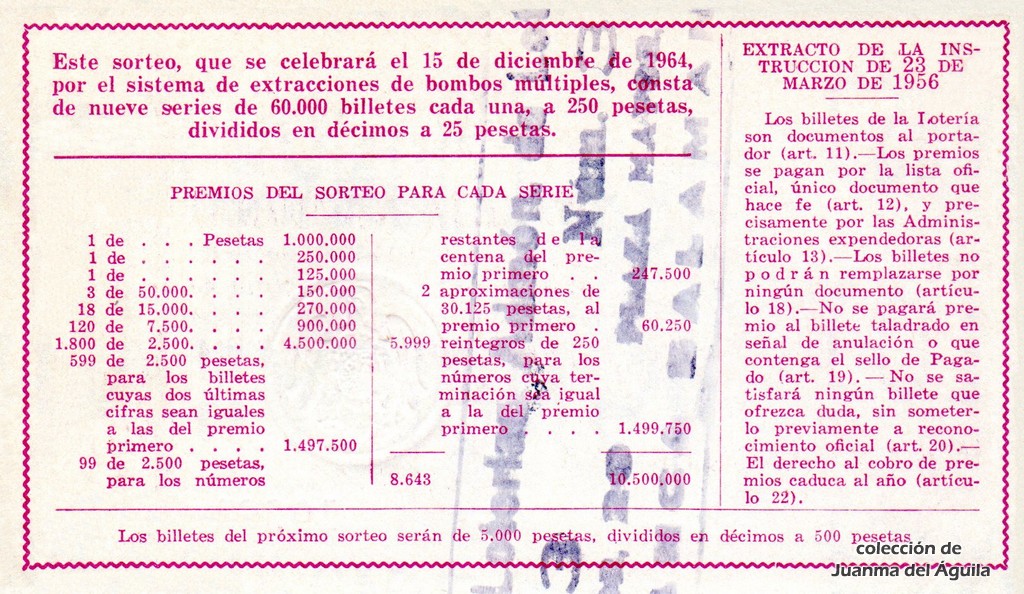 Este sorteo, que se celebrará el 15 de diciembre de 1964,
por el sistema de extracciones de bombos múltiples, consta
de nueve series de 60.000 billetes cada una, a 250 pesetas,
divididos en décimos a 25 pesetas.
PREMIOS DEL SORTEO PARA CADA SERIE
1 de . . . Pesetas 1.000.000
1 de . . . . . . 250.000
1 de . . . . . . 125.000
3 de 50.000. . . . 150.000
18 de 15.000. . . . 270.000
120 de 7.500. . . . 900.000
1.800 de 2.500. . . . 4.500.000
599 de 2.500 pesetas,
para los billetes
cuyas dos últimas
cifras sean iguales
a las del premio
primero . . . . 1.497.500
99 de 2.500 pesetas,
para los números
restantes de la
centena del pre-
mio primero . . 247.500
2 aproximaciones de
30.125 pesetas, al
premio primero . 60.250
5.999 reintegros de 250
pesetas, para los
números cuya ter-
minación sea igual
a la del premio
primero . . . . 1.499.750
8.643 10.500.000
EXTRACTO DE LA INS-
TRUCCION DE 23 DE
MARZO DE 1956
Los billetes de la Lotería
son documentos al porta-
dor (art. 11).—Los premios
se pagan por la lista ofi-
cial, único documento que
hace fe (art. 12), y pre-
cisamente por las Adminis-
traciones expendedoras (ar-
tículo 13).—Los billetes no
podrán remplazarse por
ningún documento (artícu-
lo 18).—No se pagará pre-
mio al billete taladrado en
señal de anulación o que
contenga el sello de Paga-
do (art. 19).—No se sa-
tisfará ningún billete que
ofrezca duda, sin someter-
lo previamente a recono-
cimiento oficial (art. 20).—
El derecho al cobro de pre-
mios caduca al año (artícu-
lo 22).
Los billetes del próximo sorteo serán de 5.000 pesetas, divididos en décimos a 500 pesetas
Núm. 3
PLAZA MAYOR
SALAMANCA
colección de
Juanma del Águila